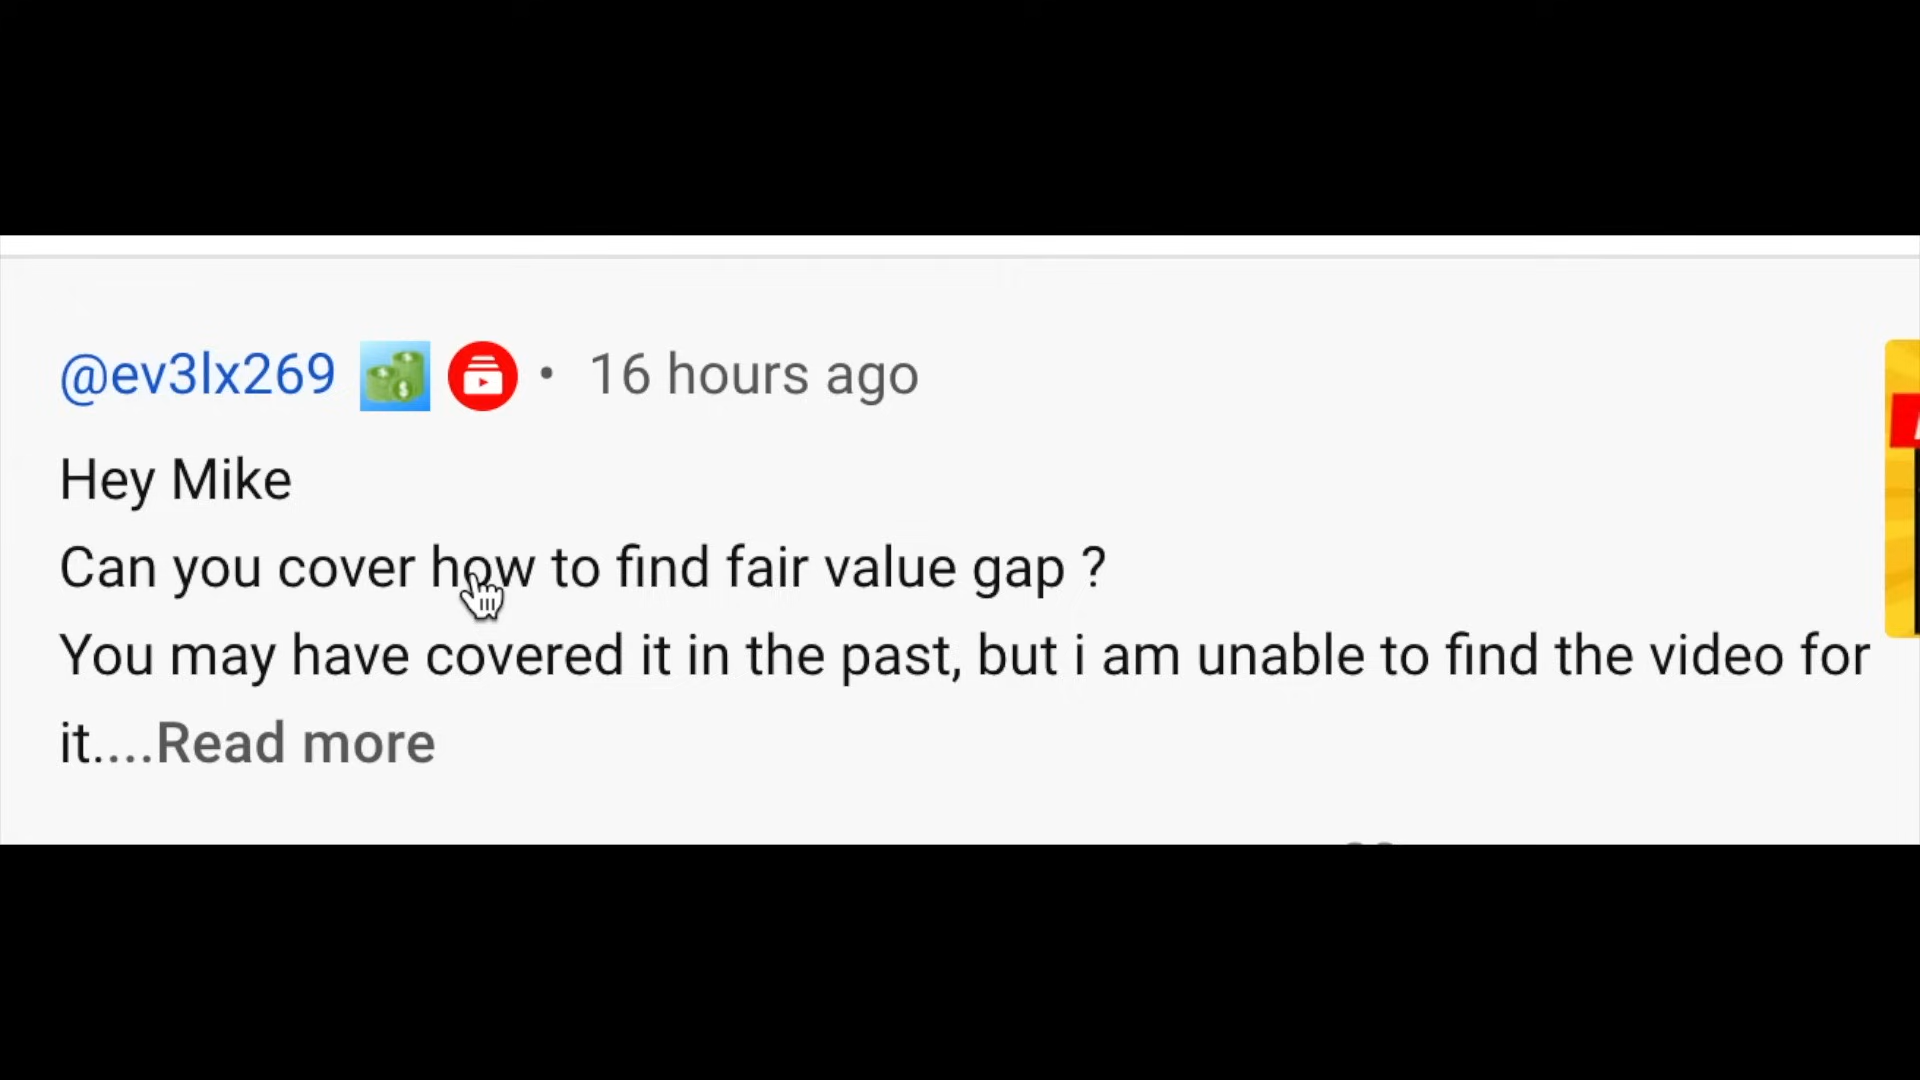 @ev3lx269 • 16 hours ago
Hey Mike
Can you cover how to find fair value gap ?
You may have covered it in the past, but i am unable to find the video for
it....Read more